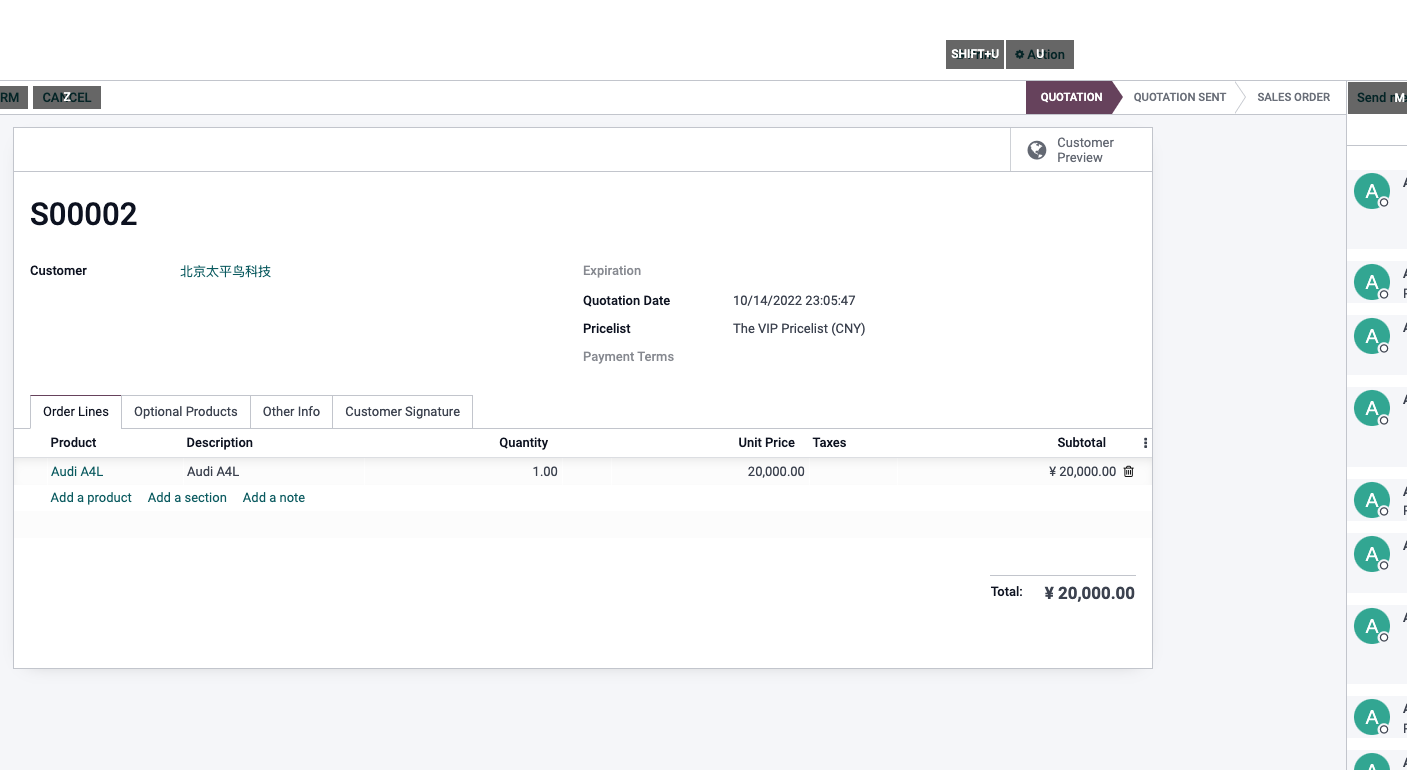 SHIFT+U U Action
RM CANCEL Z
QUOTATION QUOTATION SENT SALES ORDER
Send M
Customer
Preview
S00002
Customer 北京太平鸟科技
Expiration
Quotation Date 10/14/2022 23:05:47
Pricelist The VIP Pricelist (CNY)
Payment Terms
Order Lines Optional Products Other Info Customer Signature
Product Description Quantity Unit Price Taxes Subtotal
Audi A4L Audi A4L 1.00 20,000.00 ¥ 20,000.00
Add a product Add a section Add a note
Total: ¥ 20,000.00
A
A
A
A
A
A
A
A
A